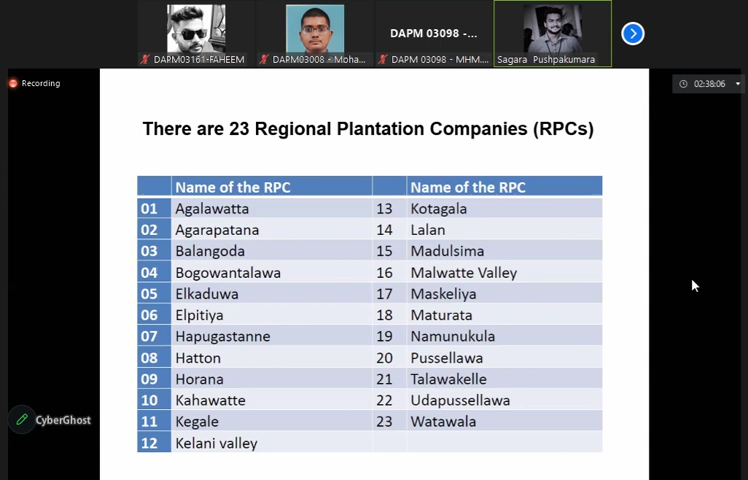 DARM03161-FAHEEM
DARM03008 - Moha...
DAPM 03098 -...
DAPM 03098 - MHM....
Sagara Pushpakumara
Recording
02:38:06
There are 23 Regional Plantation Companies (RPCs)
Name of the RPC Name of the RPC
01 Agalawatta 13 Kotagala
02 Agarapatana 14 Lalan
03 Balangoda 15 Madulsima
04 Bogowantalawa 16 Malwatte Valley
05 Elkaduwa 17 Maskeliya
06 Elpitiya 18 Maturata
07 Hapugastanne 19 Namunukula
08 Hatton 20 Pussellawa
09 Horana 21 Talawakelle
10 Kahawatte 22 Udapussellawa
11 Kegale 23 Watawala
12 Kelani valley
CyberGhost